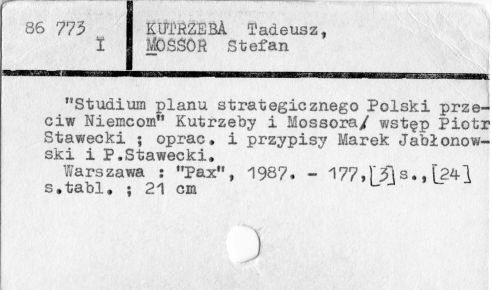 86 773
I
KUTRZEBA Tadeusz,
MOSSOR Stefan
"Studium planu strategicznego Polski prze-
ciw Niemcom" Kutrzeby i Mossora/ wstęp Piotr
Stawecki ; oprac. i przypisy Marek Jabłonow-
ski i P.Stawecki.
Warszawa : "Pax", 1987. - 177,[3] s.,[24]
s.tabl. ; 21 cm